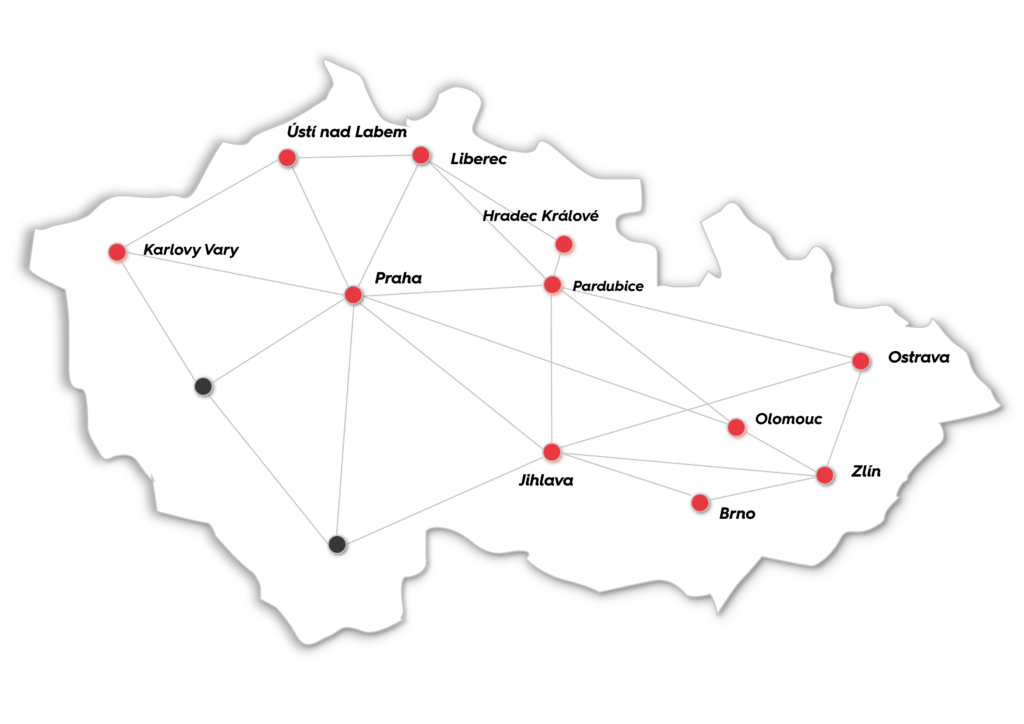 Ústí nad Labem
Liberec
Hradec Králové
Karlovy Vary
Praha
Pardubice
Ostrava
Olomouc
Zlín
Jihlava
Brno